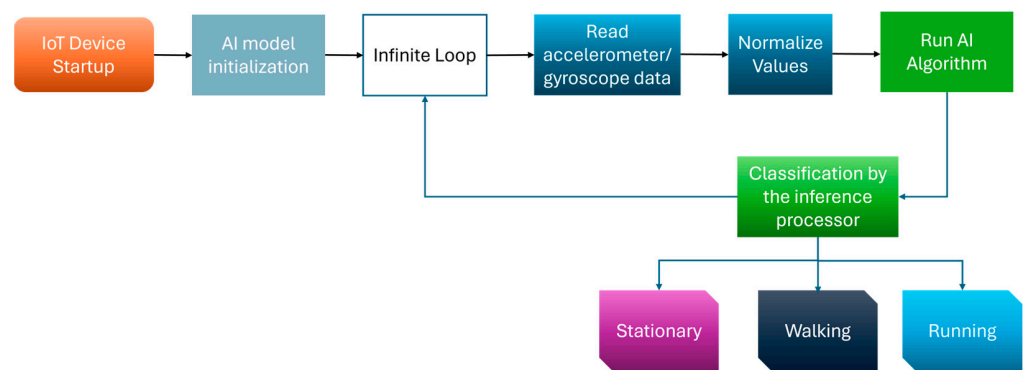 IoT Device
Startup
AI model
initialization
Infinite Loop
Read
accelerometer/
gyroscope data
Normalize
Values
Run AI
Algorithm
Classification by
the inference
processor
Stationary
Walking
Running